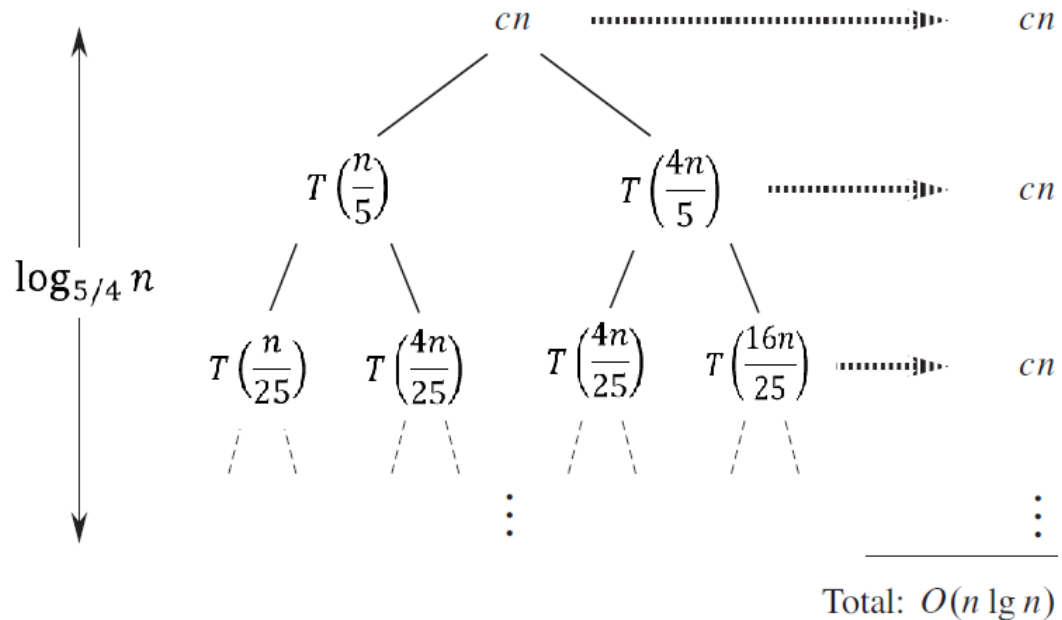 cn cn
T(n/5) T(4n/5) cn
log_{5/4} n
T(n/25) T(4n/25) T(4n/25) T(16n/25) cn
⋮ ⋮
Total: O(n lg n)